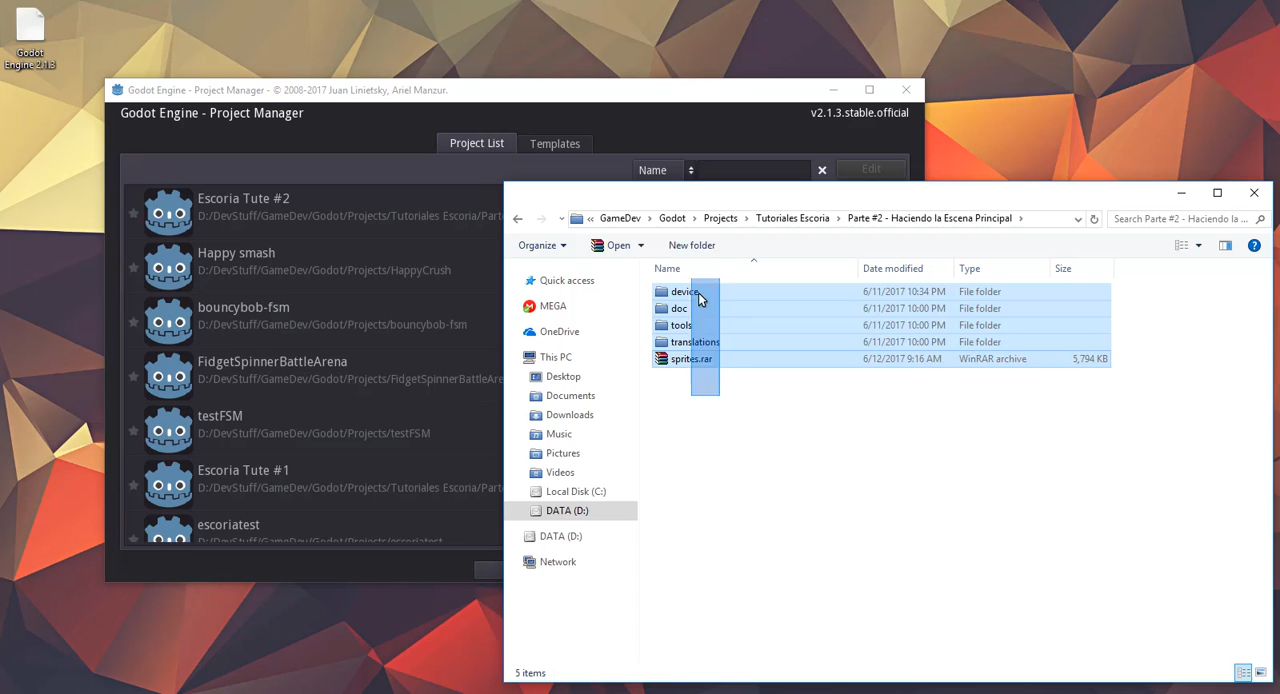 Godot
Engine 2.1.3
Godot Engine - Project Manager - © 2008-2017 Juan Linietsky, Ariel Manzur.
Godot Engine - Project Manager
v2.1.3.stable.official
Project List
Templates
Name
Edit
Escoria Tute #2
D:/DevStuff/GameDev/Godot/Projects/Tutoriales Escoria/Parte
Happy smash
D:/DevStuff/GameDev/Godot/Projects/HappyCrush
bouncybob-fsm
D:/DevStuff/GameDev/Godot/Projects/bouncybob-fsm
FidgetSpinnerBattleArena
D:/DevStuff/GameDev/Godot/Projects/FidgetSpinnerBattleAre
testFSM
D:/DevStuff/GameDev/Godot/Projects/testFSM
Escoria Tute #1
D:/DevStuff/GameDev/Godot/Projects/Tutoriales Escoria/Parte
escoriatest
D:/DevStuff/GameDev/Godot/Projects/escoriatest
« GameDev › Godot › Projects › Tutoriales Escoria › Parte #2 - Haciendo la Escena Principal ›
Search Parte #2 - Haciendo la ...
Organize
Open
New folder
Quick access
MEGA
OneDrive
This PC
Desktop
Documents
Downloads
Music
Pictures
Videos
Local Disk (C:)
DATA (D:)
DATA (D:)
Network
Name Date modified Type Size
device 6/11/2017 10:34 PM File folder
doc 6/11/2017 10:00 PM File folder
tools 6/11/2017 10:00 PM File folder
translations 6/11/2017 10:00 PM File folder
sprites.rar 6/12/2017 9:16 AM WinRAR archive 5,794 KB
5 items